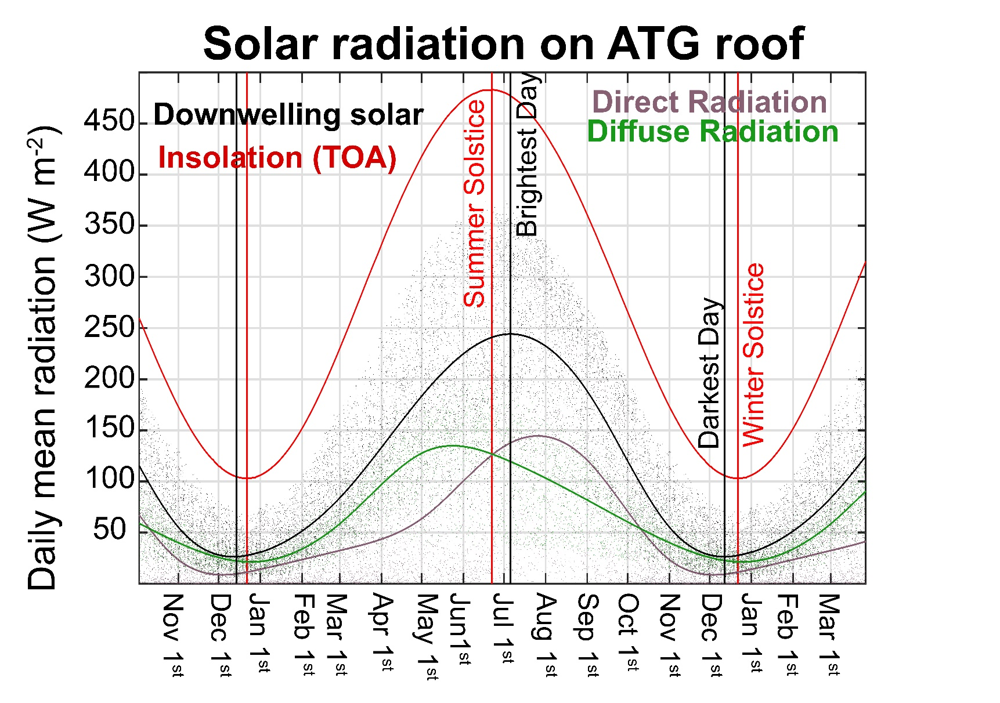 Solar radiation on ATG roof
Daily mean radiation (W m-2)
450
400
350
300
250
200
150
100
50
Downwelling solar
Insolation (TOA)
Direct Radiation
Diffuse Radiation
Summer Solstice
Brightest Day
Darkest Day
Winter Solstice
Nov 1st
Dec 1st
Jan 1st
Feb 1st
Mar 1st
Apr 1st
May 1st
Jun1st
Jul 1st
Aug 1st
Sep 1st
Oct 1st
Nov 1st
Dec 1st
Jan 1st
Feb 1st
Mar 1st